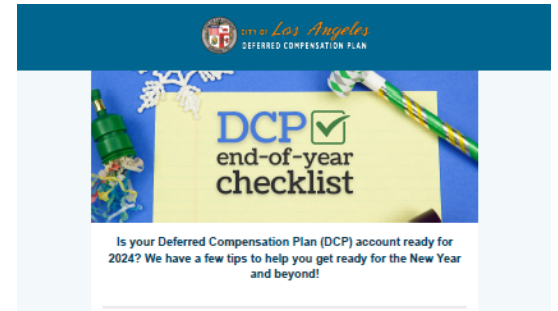 CITY OF Los Angeles
DEFERRED COMPENSATION PLAN
DCP
end-of-year
checklist
Is your Deferred Compensation Plan (DCP) account ready for
2024? We have a few tips to help you get ready for the New Year
and beyond!